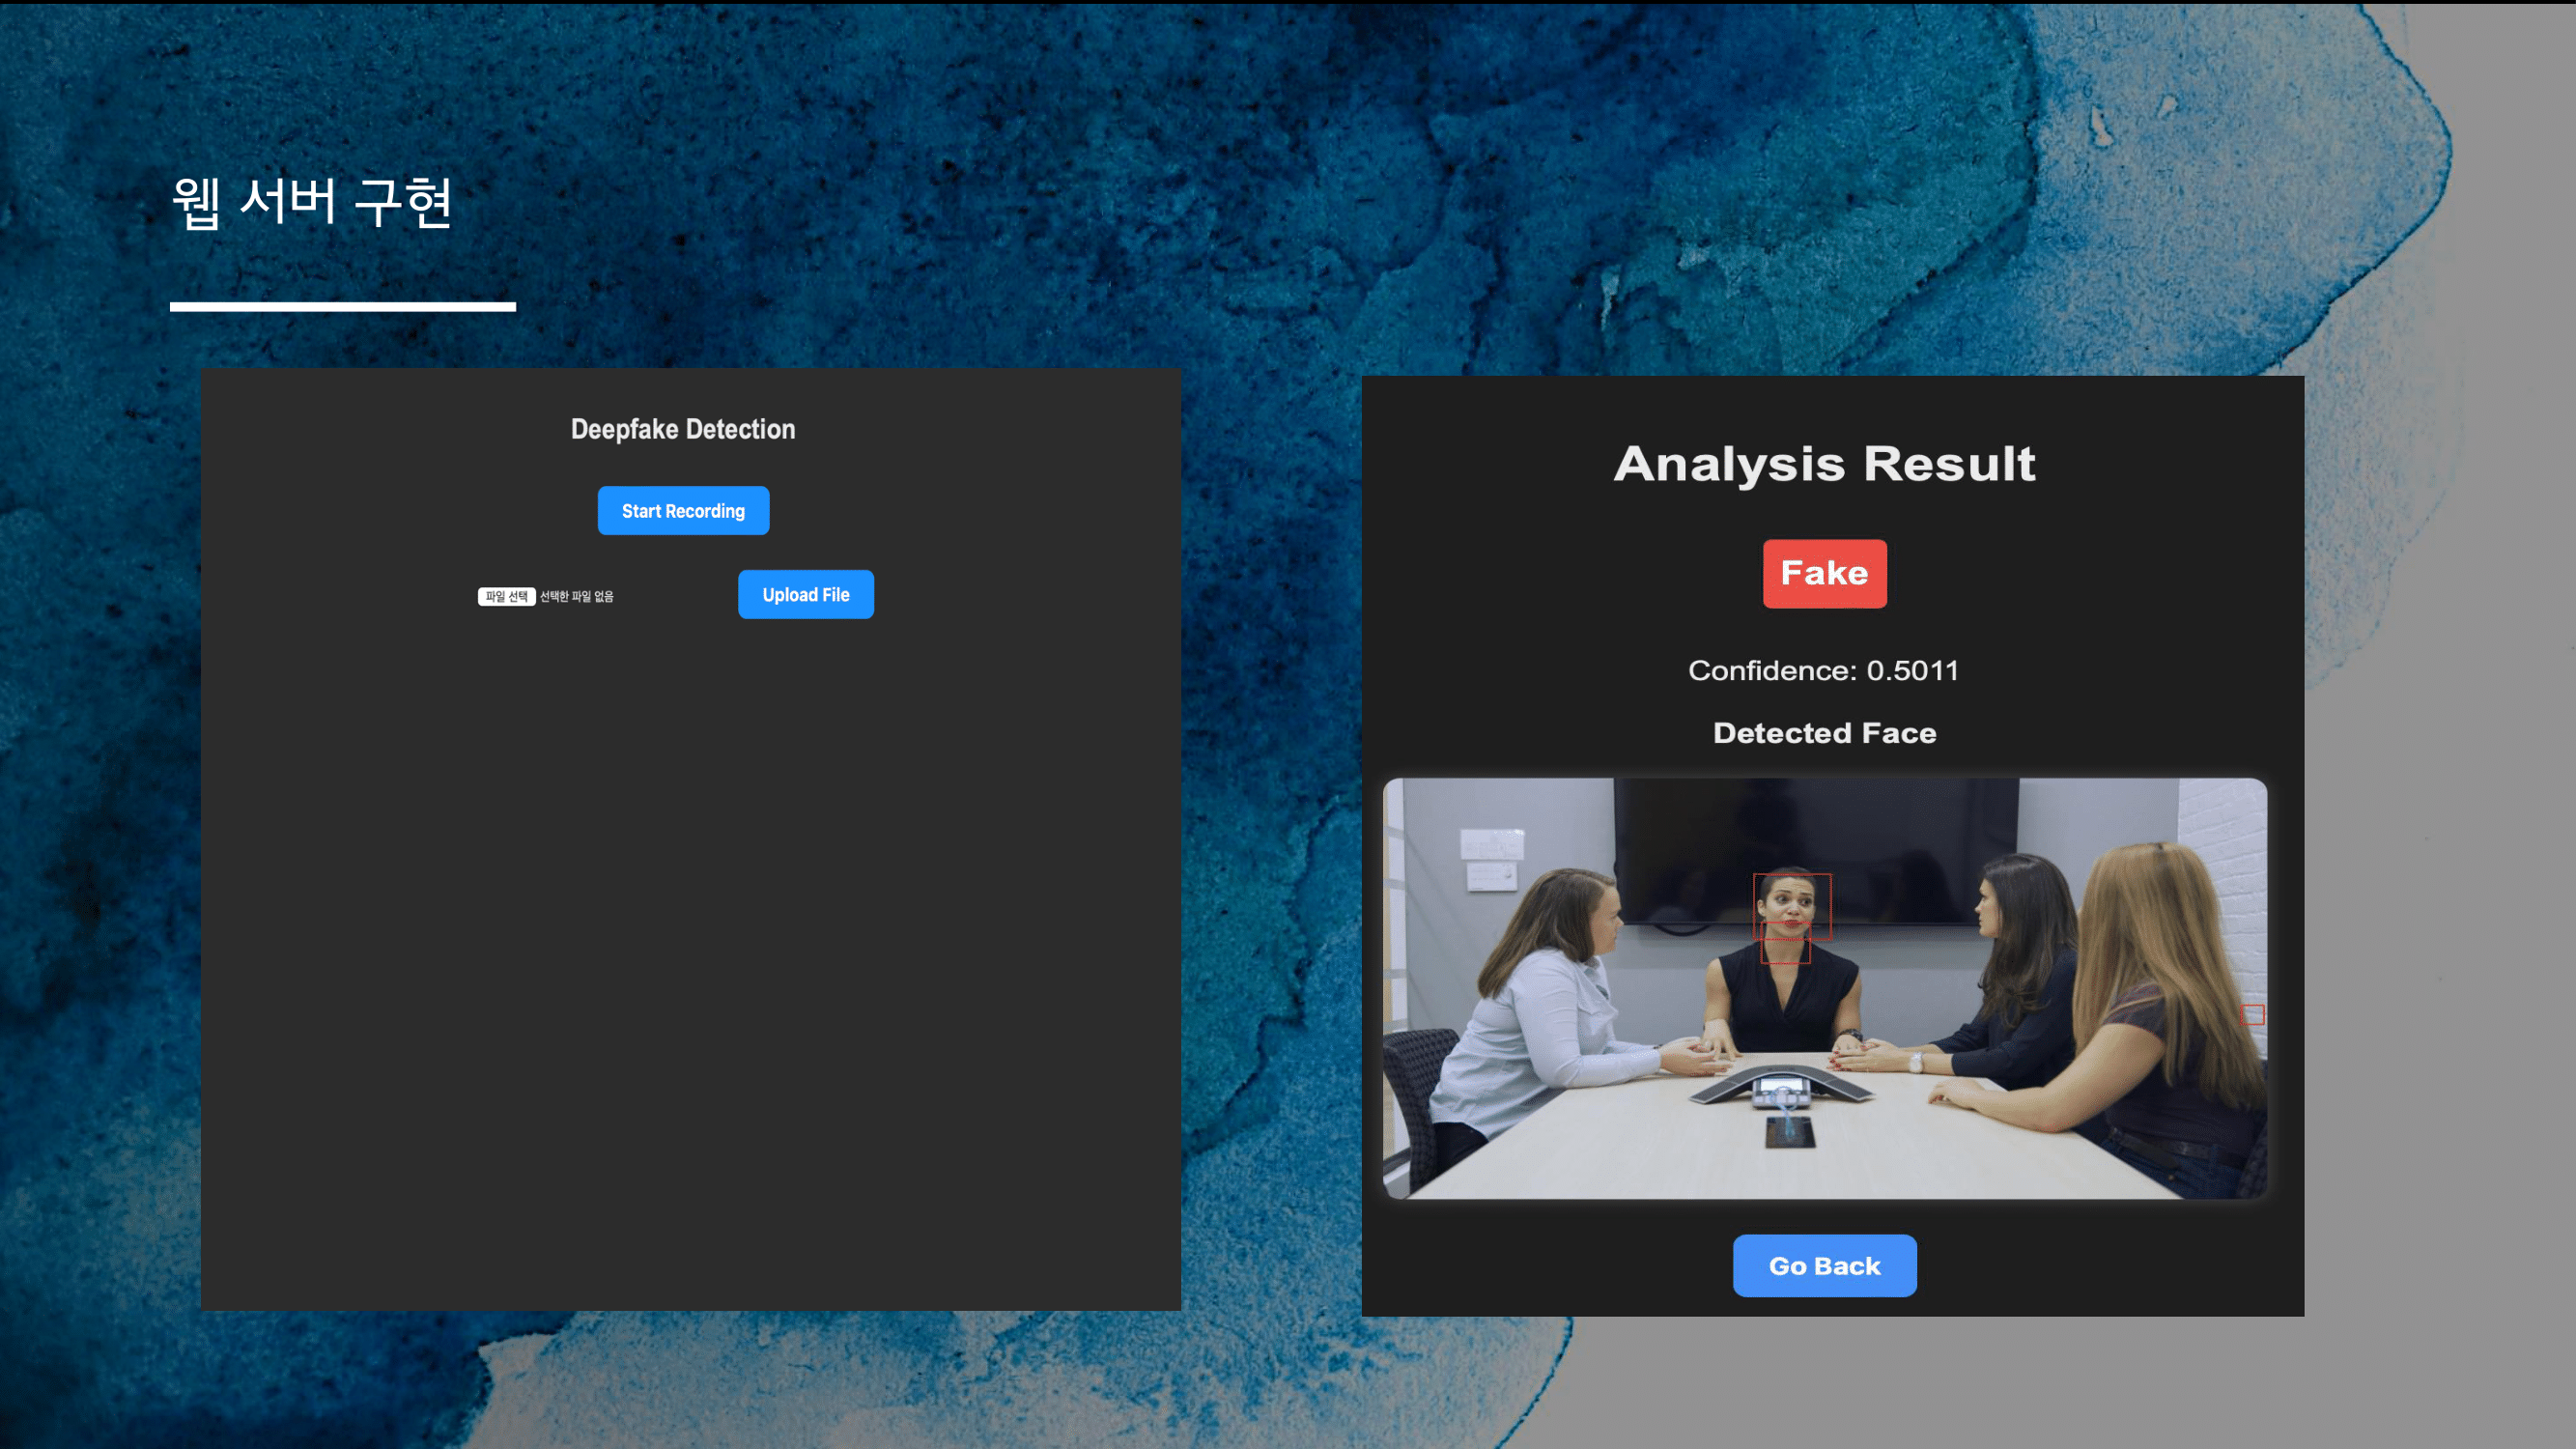 웹 서버 구현
Deepfake Detection
Start Recording
파일 선택 선택한 파일 없음
Upload File
Analysis Result
Fake
Confidence: 0.5011
Detected Face
Go Back